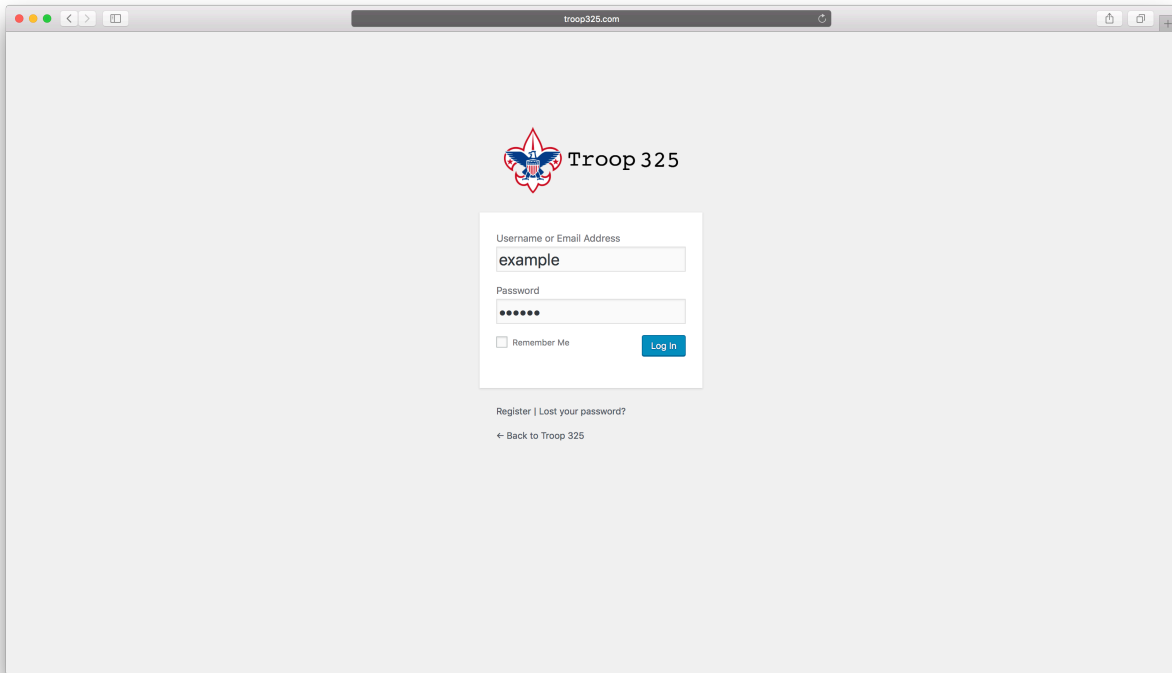 troop325.com
Troop 325
Username or Email Address
example
Password
••••••
Remember Me
Log In
Register | Lost your password?
← Back to Troop 325